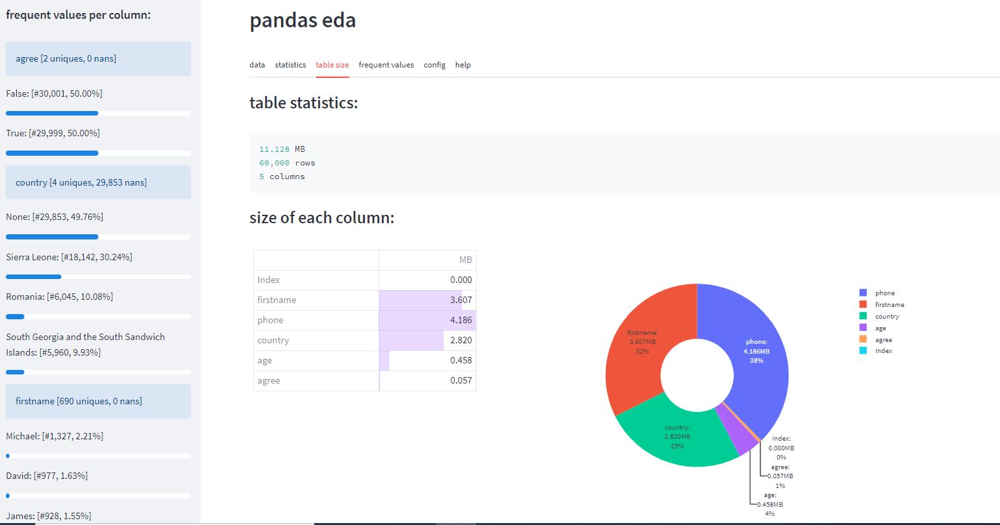 frequent values per column:
agree [2 uniques, 0 nans]
False: [#30,001, 50.00%]
True: [#29,999, 50.00%]
country [4 uniques, 29,853 nans]
None: [#29,853, 49.76%]
Sierra Leone: [#18,142, 30.24%]
Romania: [#6,045, 10.08%]
South Georgia and the South Sandwich
Islands: [#5,960, 9.93%]
firstname [690 uniques, 0 nans]
Michael: [#1,327, 2.21%]
David: [#977, 1.63%]
James: [#928, 1.55%]
pandas eda
data statistics table size frequent values config help
table statistics:
11.128 MB
60,000 rows
5 columns
size of each column:
MB
Index 0.000
firstname 3.607
phone 4.186
country 2.820
age 0.458
agree 0.057
firstname:
3.607MB
32%
phone:
4.186MB
38%
country:
2.820MB
25%
Index:
0.000MB
0%
agree:
0.057MB
1%
age:
0.458MB
4%
phone
firstname
country
age
agree
Index